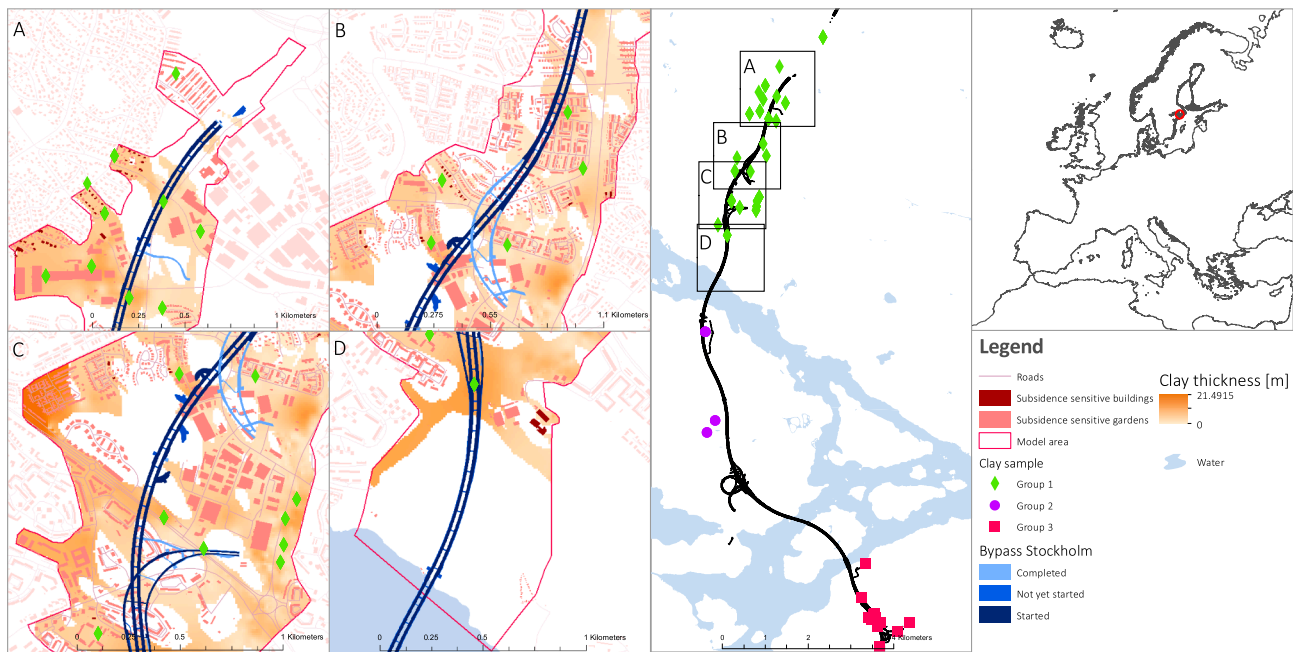 A
0
0.25
0.5
1 Kilometers
B
0
0.275
0.55
1.1 Kilometers
C
0
0.25
0.5
1 Kilometers
D
0
0.25
0.5
1 Kilometers
A
B
C
D
0 1 2 4 Kilometers
Legend
Roads
Subsidence sensitive buildings
Subsidence sensitive gardens
Model area
Clay sample
Group 1
Group 2
Group 3
Bypass Stockholm
Completed
Not yet started
Started
Clay thickness [m]
21.4915
0
Water